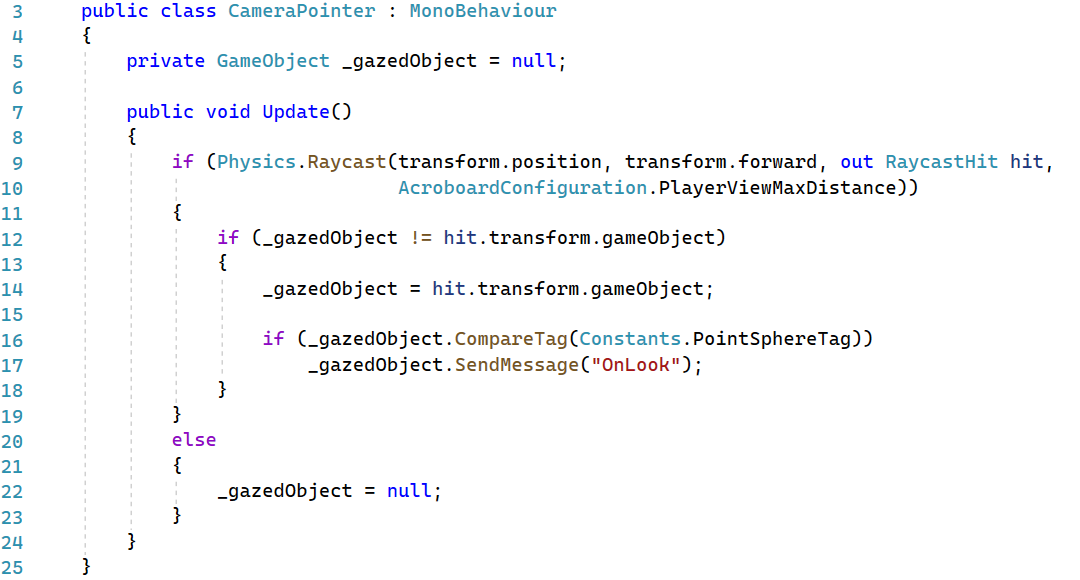 3 public class CameraPointer : MonoBehaviour
4 {
5 private GameObject _gazedObject = null;
6
7 public void Update()
8 {
9 if (Physics.Raycast(transform.position, transform.forward, out RaycastHit hit,
10 AcroboardConfiguration.PlayerViewMaxDistance))
11 {
12 if (_gazedObject != hit.transform.gameObject)
13 {
14 _gazedObject = hit.transform.gameObject;
15
16 if (_gazedObject.CompareTag(Constants.PointSphereTag))
17 _gazedObject.SendMessage("OnLook");
18 }
19 }
20 else
21 {
22 _gazedObject = null;
23 }
24 }
25 }